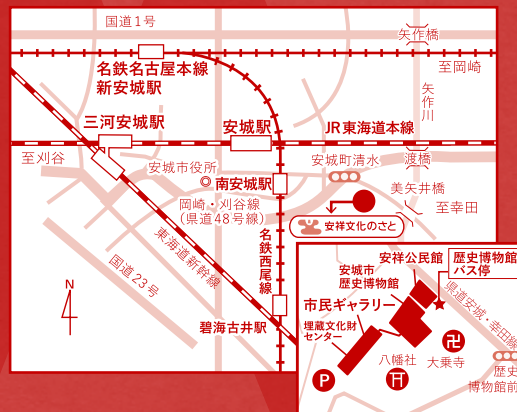 国道1号
矢作橋
名鉄名古屋本線
新安城駅
至岡崎
矢作川
三河安城駅
安城駅
JR東海道本線
至刈谷
安城市役所
安城町清水
渡橋
南安城駅
美矢井橋
岡崎・刈谷線
(県道48号線)
至幸田
安祥文化のさと
東海道新幹線
名鉄西尾線
国道23号
N
碧海古井駅
安祥公民館
歴史博物館
バス停
安城市
歴史博物館
市民ギャラリー
県道安城・幸田線
埋蔵文化財
センター
八幡社
大乗寺
卍
P
歴史
博物館前